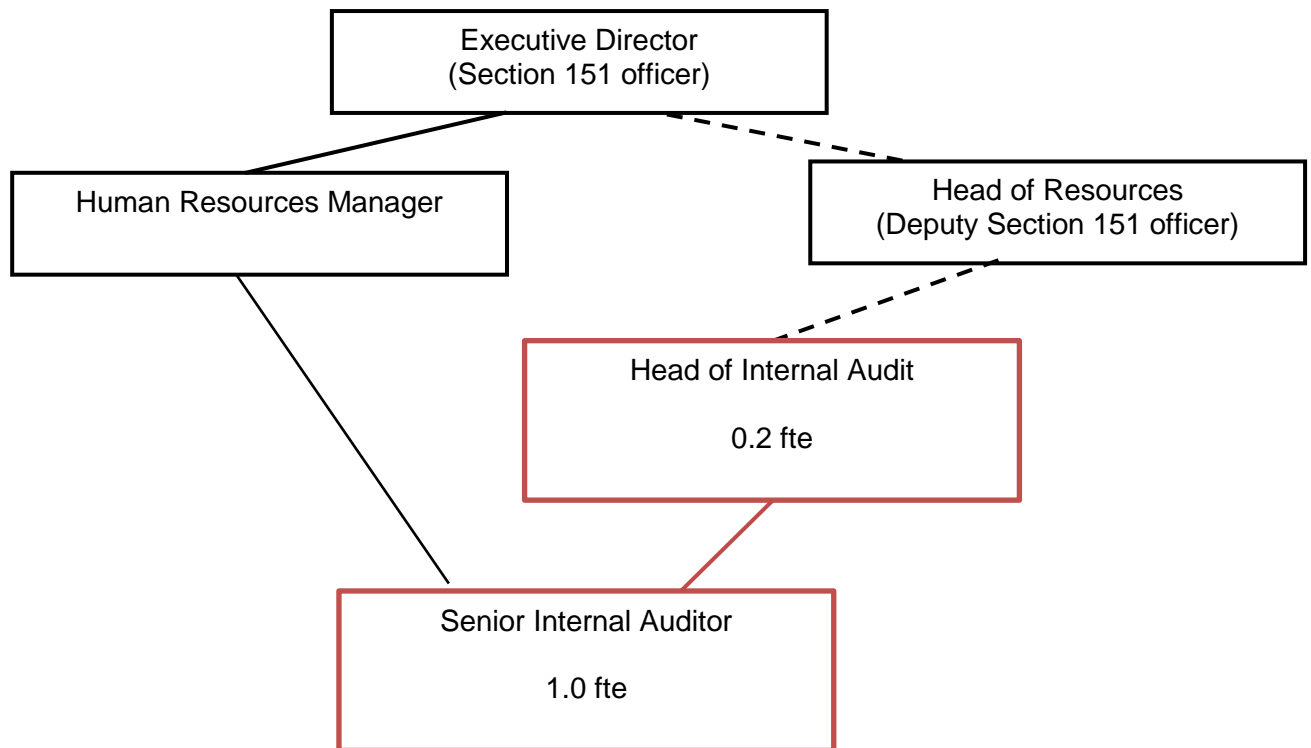 Executive Director
(Section 151 officer)
Human Resources Manager
Head of Resources
(Deputy Section 151 officer)
Head of Internal Audit
0.2 fte
Senior Internal Auditor
1.0 fte